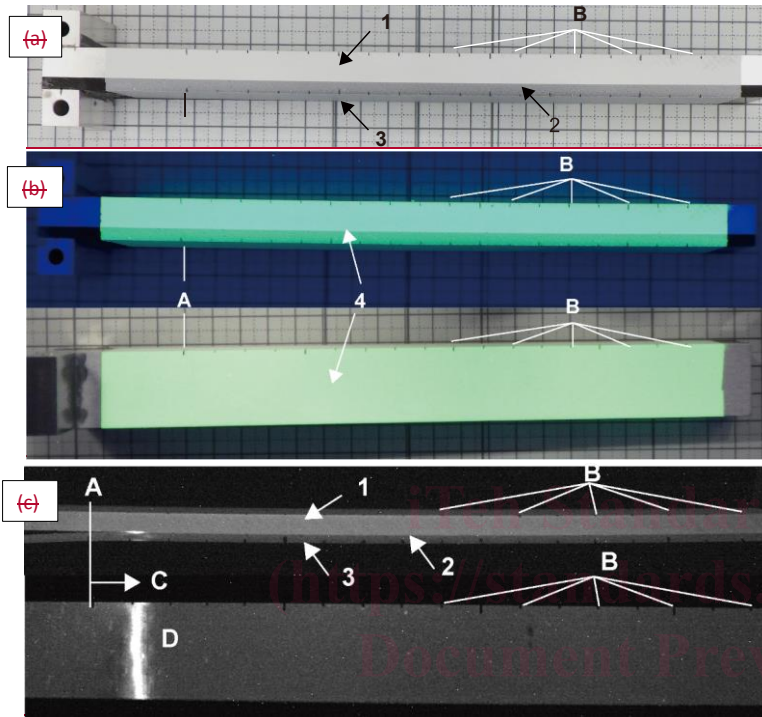 (a)
1
B
2
3
(b)
B
A
4
B
(c)
A
1
B
iTeh Standar
3
2
B
C
(https://standards.
D
Document Prev